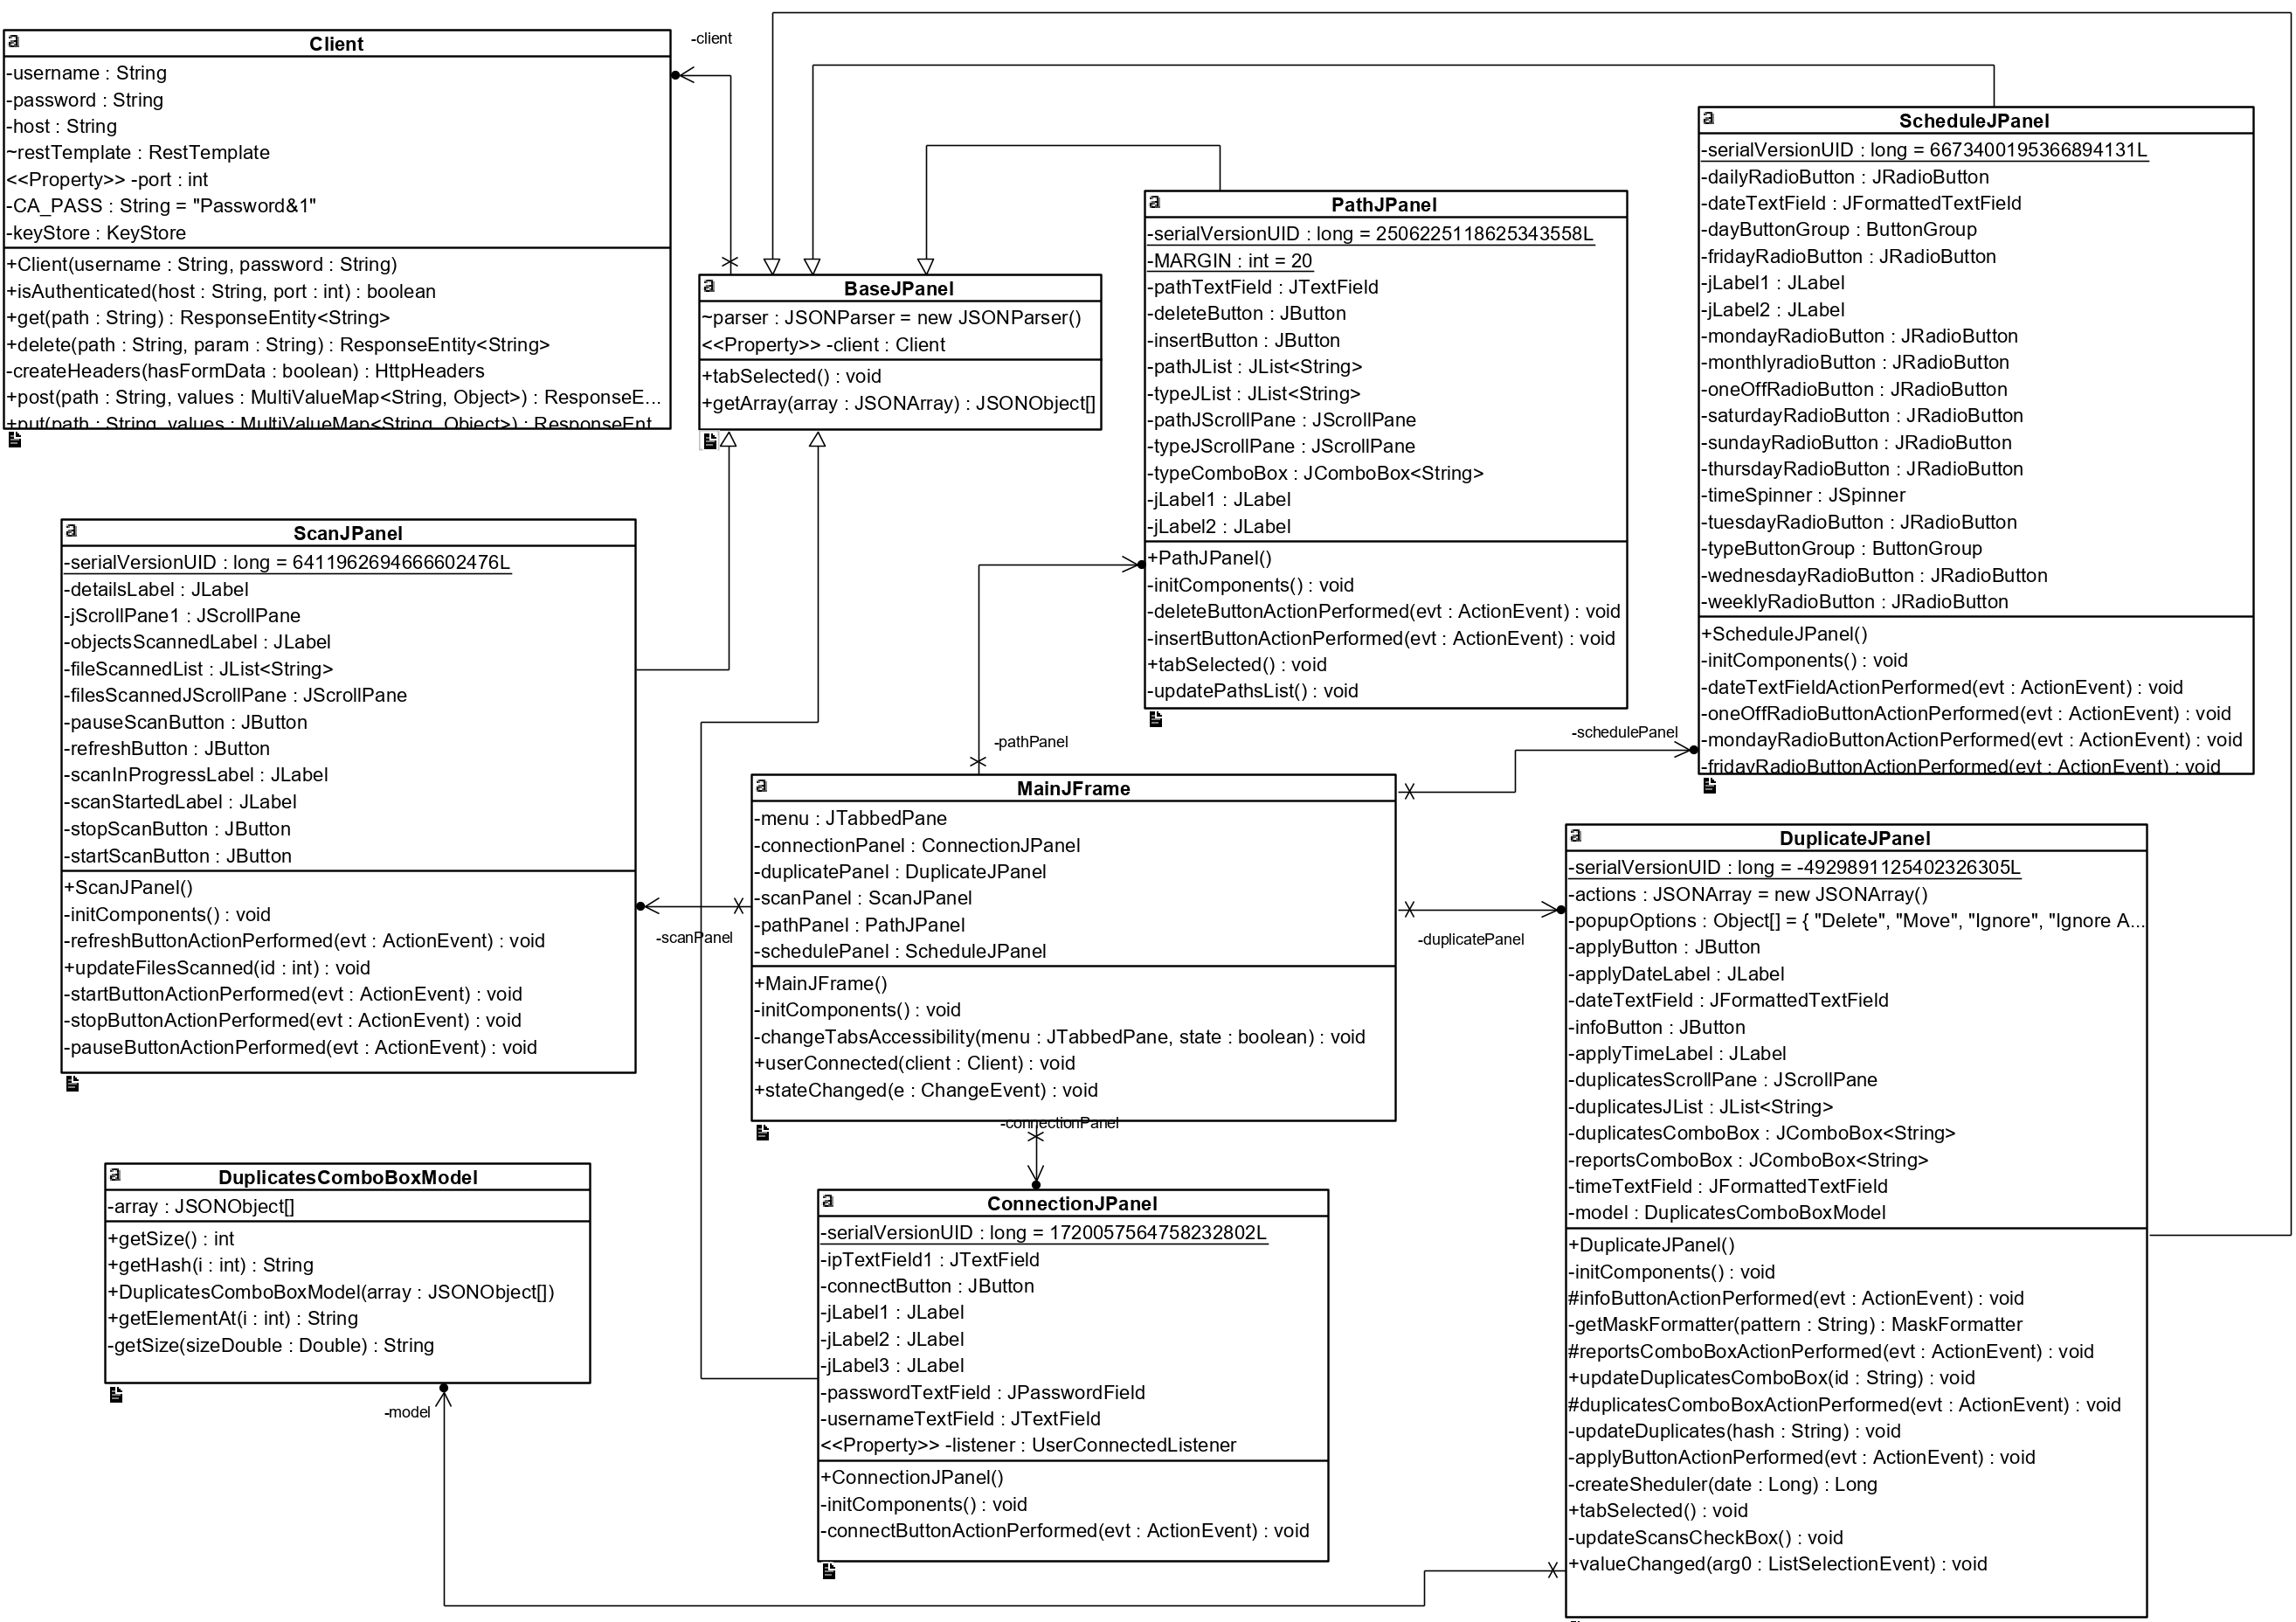 Client
-username : String
-password : String
-host : String
~restTemplate : RestTemplate
<<Property>> -port : int
-CA_PASS : String = "Password&1"
-keyStore : KeyStore
+Client(username : String, password : String)
+isAuthenticated(host : String, port : int) : boolean
+get(path : String) : ResponseEntity<String>
+delete(path : String, param : String) : ResponseEntity<String>
-createHeaders(hasFormData : boolean) : HttpHeaders
+post(path : String, values : MultiValueMap<String, Object>) : ResponseE...
+put(path : String, values : MultiValueMap<String, Object>) : ResponseEnt...
-client
BaseJPanel
~parser : JSONParser = new JSONParser()
<<Property>> -client : Client
+tabSelected() : void
+getArray(array : JSONArray) : JSONObject[]
PathJPanel
-serialVersionUID : long = 2506225118625343558L
-MARGIN : int = 20
-pathTextField : JTextField
-deleteButton : JButton
-insertButton : JButton
-pathJList : JList<String>
-typeJList : JList<String>
-pathJScrollPane : JScrollPane
-typeJScrollPane : JScrollPane
-typeComboBox : JComboBox<String>
-jLabel1 : JLabel
-jLabel2 : JLabel
+PathJPanel()
-initComponents() : void
-deleteButtonActionPerformed(evt : ActionEvent) : void
-insertButtonActionPerformed(evt : ActionEvent) : void
+tabSelected() : void
-updatePathsList() : void
ScheduleJPanel
-serialVersionUID : long = 6673400195366894131L
-dailyRadioButton : JRadioButton
-dateTextField : JFormattedTextField
-dayButtonGroup : ButtonGroup
-fridayRadioButton : JRadioButton
-jLabel1 : JLabel
-jLabel2 : JLabel
-mondayRadioButton : JRadioButton
-monthlyradioButton : JRadioButton
-oneOffRadioButton : JRadioButton
-saturdayRadioButton : JRadioButton
-sundayRadioButton : JRadioButton
-thursdayRadioButton : JRadioButton
-timeSpinner : JSpinner
-tuesdayRadioButton : JRadioButton
-typeButtonGroup : ButtonGroup
-wednesdayRadioButton : JRadioButton
-weeklyRadioButton : JRadioButton
+ScheduleJPanel()
-initComponents() : void
-dateTextFieldActionPerformed(evt : ActionEvent) : void
-oneOffRadioButtonActionPerformed(evt : ActionEvent) : void
-mondayRadioButtonActionPerformed(evt : ActionEvent) : void
-fridayRadioButtonActionPerformed(evt : ActionEvent) : void
ScanJPanel
-serialVersionUID : long = 6411962694666602476L
-detailsLabel : JLabel
-jScrollPane1 : JScrollPane
-objectsScannedLabel : JLabel
-fileScannedList : JList<String>
-filesScannedJScrollPane : JScrollPane
-pauseScanButton : JButton
-refreshButton : JButton
-scanInProgressLabel : JLabel
-scanStartedLabel : JLabel
-stopScanButton : JButton
-startScanButton : JButton
+ScanJPanel()
-initComponents() : void
-refreshButtonActionPerformed(evt : ActionEvent) : void
+updateFilesScanned(id : int) : void
-startButtonActionPerformed(evt : ActionEvent) : void
-stopButtonActionPerformed(evt : ActionEvent) : void
-pauseButtonActionPerformed(evt : ActionEvent) : void
-pathPanel
-schedulePanel
-scanPanel
-duplicatePanel
-connectionPanel
MainJFrame
-menu : JTabbedPane
-connectionPanel : ConnectionJPanel
-duplicatePanel : DuplicateJPanel
-scanPanel : ScanJPanel
-pathPanel : PathJPanel
-schedulePanel : ScheduleJPanel
+MainJFrame()
-initComponents() : void
-changeTabsAccessibility(menu : JTabbedPane, state : boolean) : void
+userConnected(client : Client) : void
+stateChanged(e : ChangeEvent) : void
DuplicateJPanel
-serialVersionUID : long = -4929891125402326305L
-actions : JSONArray = new JSONArray()
-popupOptions : Object[] = { "Delete", "Move", "Ignore", "Ignore A...
-applyButton : JButton
-applyDateLabel : JLabel
-dateTextField : JFormattedTextField
-infoButton : JButton
-applyTimeLabel : JLabel
-duplicatesScrollPane : JScrollPane
-duplicatesJList : JList<String>
-duplicatesComboBox : JComboBox<String>
-reportsComboBox : JComboBox<String>
-timeTextField : JFormattedTextField
-model : DuplicatesComboBoxModel
+DuplicateJPanel()
-initComponents() : void
#infoButtonActionPerformed(evt : ActionEvent) : void
-getMaskFormatter(pattern : String) : MaskFormatter
#reportsComboBoxActionPerformed(evt : ActionEvent) : void
+updateDuplicatesComboBox(id : String) : void
#duplicatesComboBoxActionPerformed(evt : ActionEvent) : void
-updateDuplicates(hash : String) : void
-applyButtonActionPerformed(evt : ActionEvent) : void
-createSheduler(date : Long) : Long
+tabSelected() : void
-updateScansCheckBox() : void
+valueChanged(arg0 : ListSelectionEvent) : void
DuplicatesComboBoxModel
-array : JSONObject[]
+getSize() : int
+getHash(i : int) : String
+DuplicatesComboBoxModel(array : JSONObject[])
+getElementAt(i : int) : String
-getSize(sizeDouble : Double) : String
-model
ConnectionJPanel
-serialVersionUID : long = 1720057564758232802L
-ipTextField1 : JTextField
-connectButton : JButton
-jLabel1 : JLabel
-jLabel2 : JLabel
-jLabel3 : JLabel
-passwordTextField : JPasswordField
-usernameTextField : JTextField
<<Property>> -listener : UserConnectedListener
+ConnectionJPanel()
-initComponents() : void
-connectButtonActionPerformed(evt : ActionEvent) : void